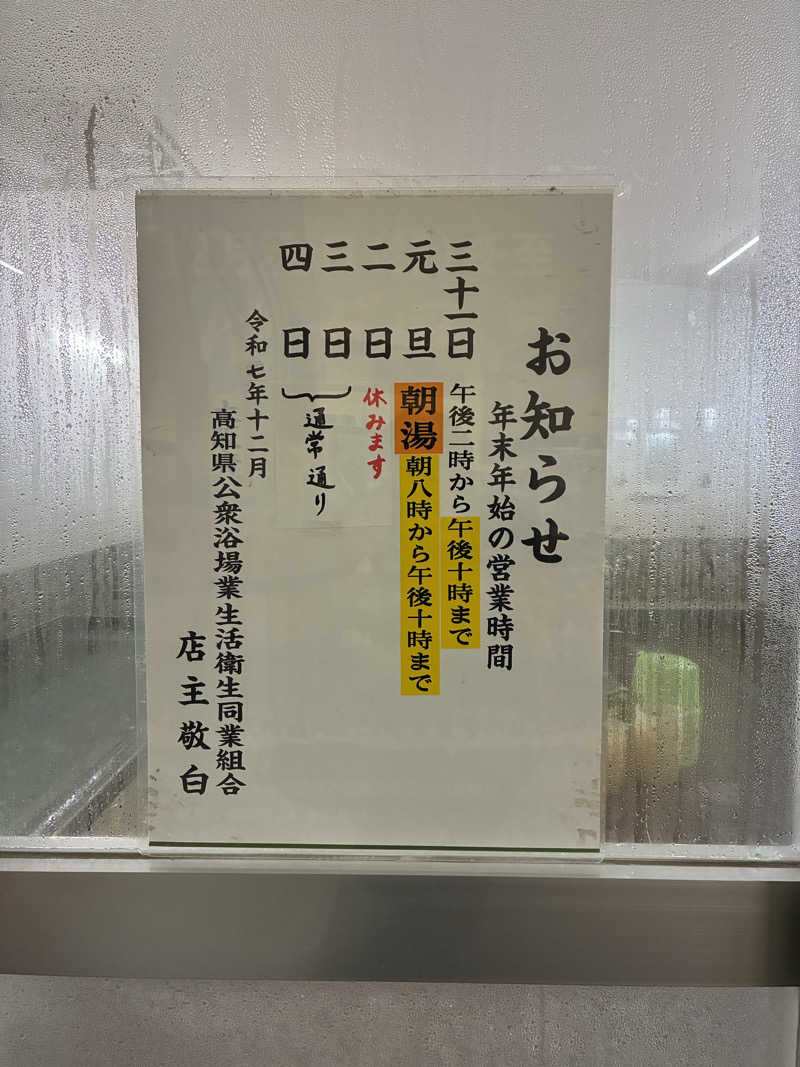 お知らせ
年末年始の営業時間
三十一日 午後二時から午後十時まで
元旦 朝湯 朝八時から午後十時まで
二日 休みます
三日
四日
通常通り
令和七年十二月
高知県公衆浴場業生活衛生同業組合
店主敬白